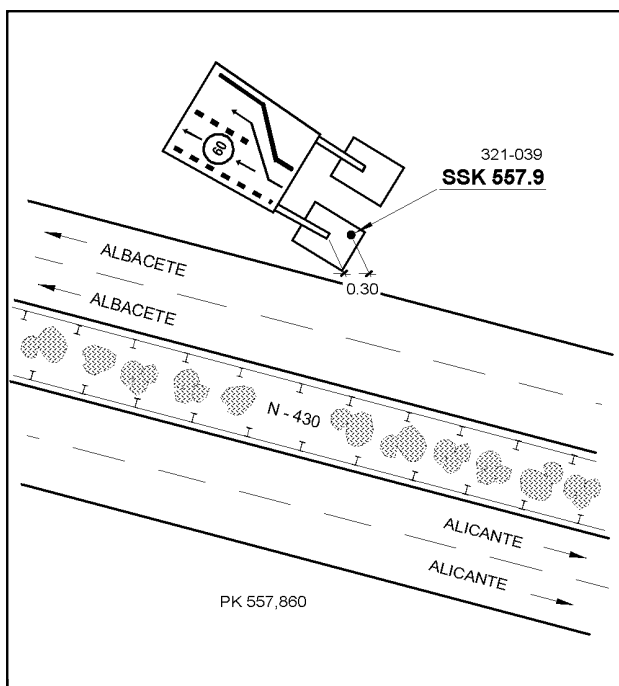 60
321-039
SSK 557.9
0.30
ALBACETE
ALBACETE
N - 430
ALICANTE
ALICANTE
PK 557,860